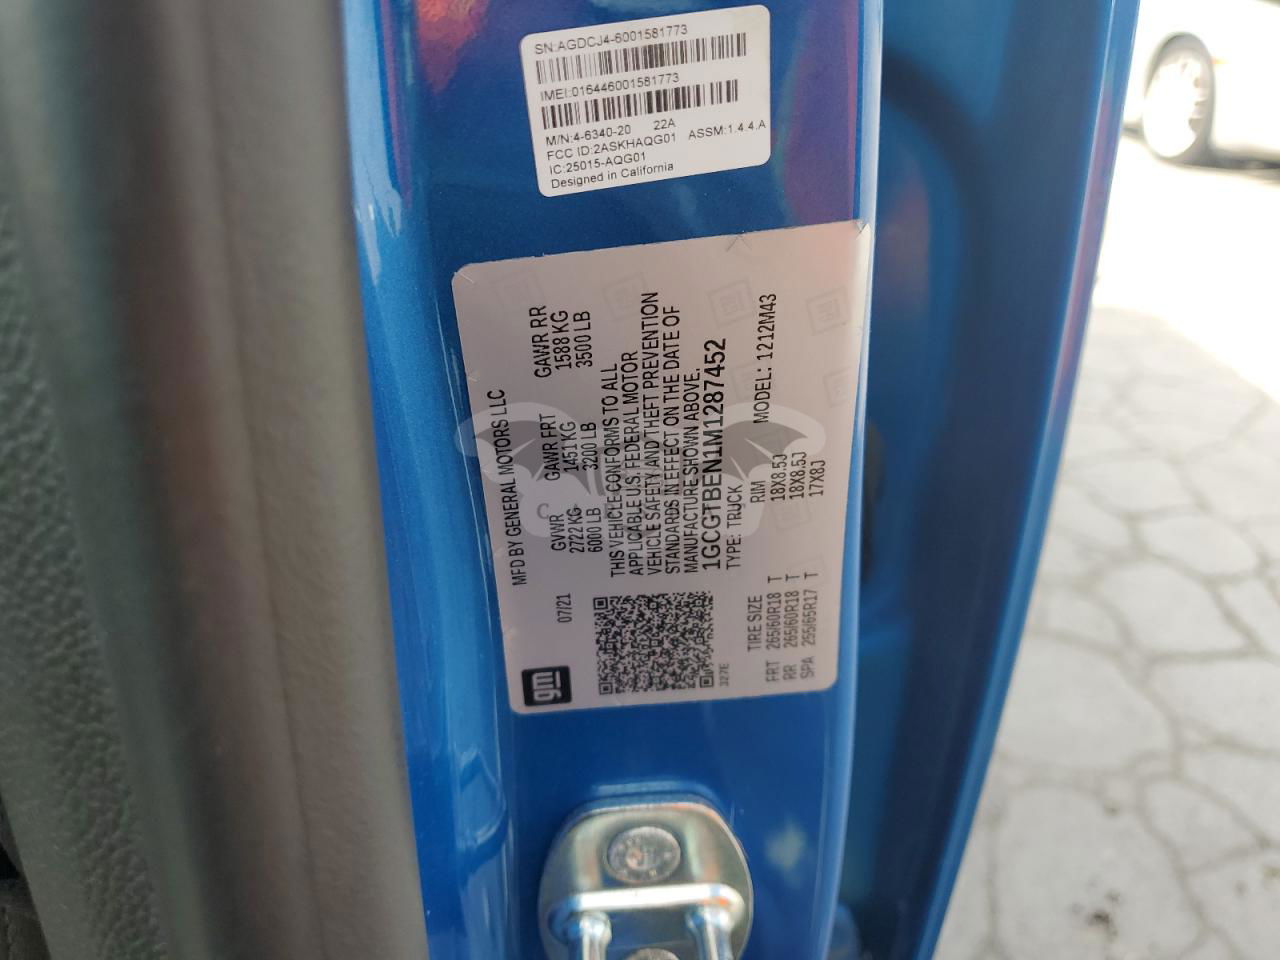 SN:AGDCJ4-6001581773
IMEI:016446001581773
M/N:4-6340-20 22A
FCC ID:2ASKHAQG01 ASSM:1.4.4.A
IC:25015-AQG01
Designed in California
MFD BY GENERAL MOTORS LLC
gm
07/21
GVWR GAWR FRT GAWR RR
2722 KG 1451 KG 1588 KG
6000 LB 3200 LB 3500 LB
THIS VEHICLE CONFORMS TO ALL
APPLICABLE U.S. FEDERAL MOTOR
VEHICLE SAFETY AND THEFT PREVENTION
STANDARDS IN EFFECT ON THE DATE OF
MANUFACTURE SHOWN ABOVE.
1GCGTBEN1M1287452
TYPE: TRUCK MODEL: 1212M43
J27E
TIRE SIZE RIM
FRT 265/60R18 T 18X8.5J
RR 265/60R18 T 18X8.5J
SPA 255/65R17 T 17X8J